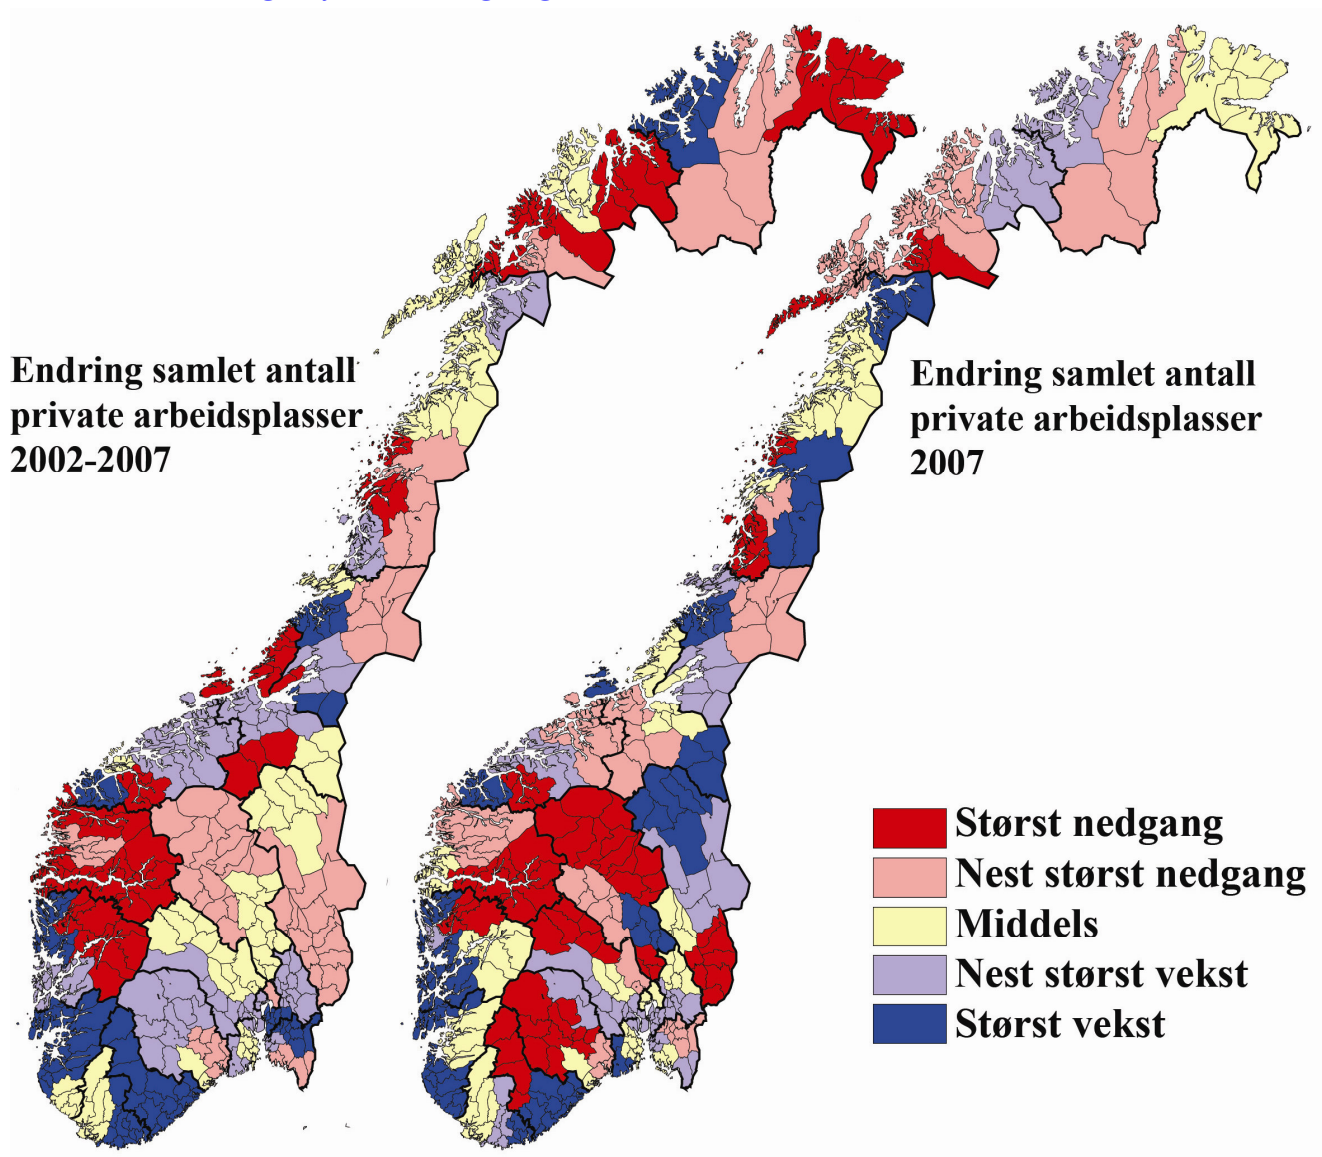 Endring samlet antall
private arbeidsplasser
2002-2007
Endring samlet antall
private arbeidsplasser
2007
Størst nedgang
Nest størst nedgang
Middels
Nest størst vekst
Størst vekst